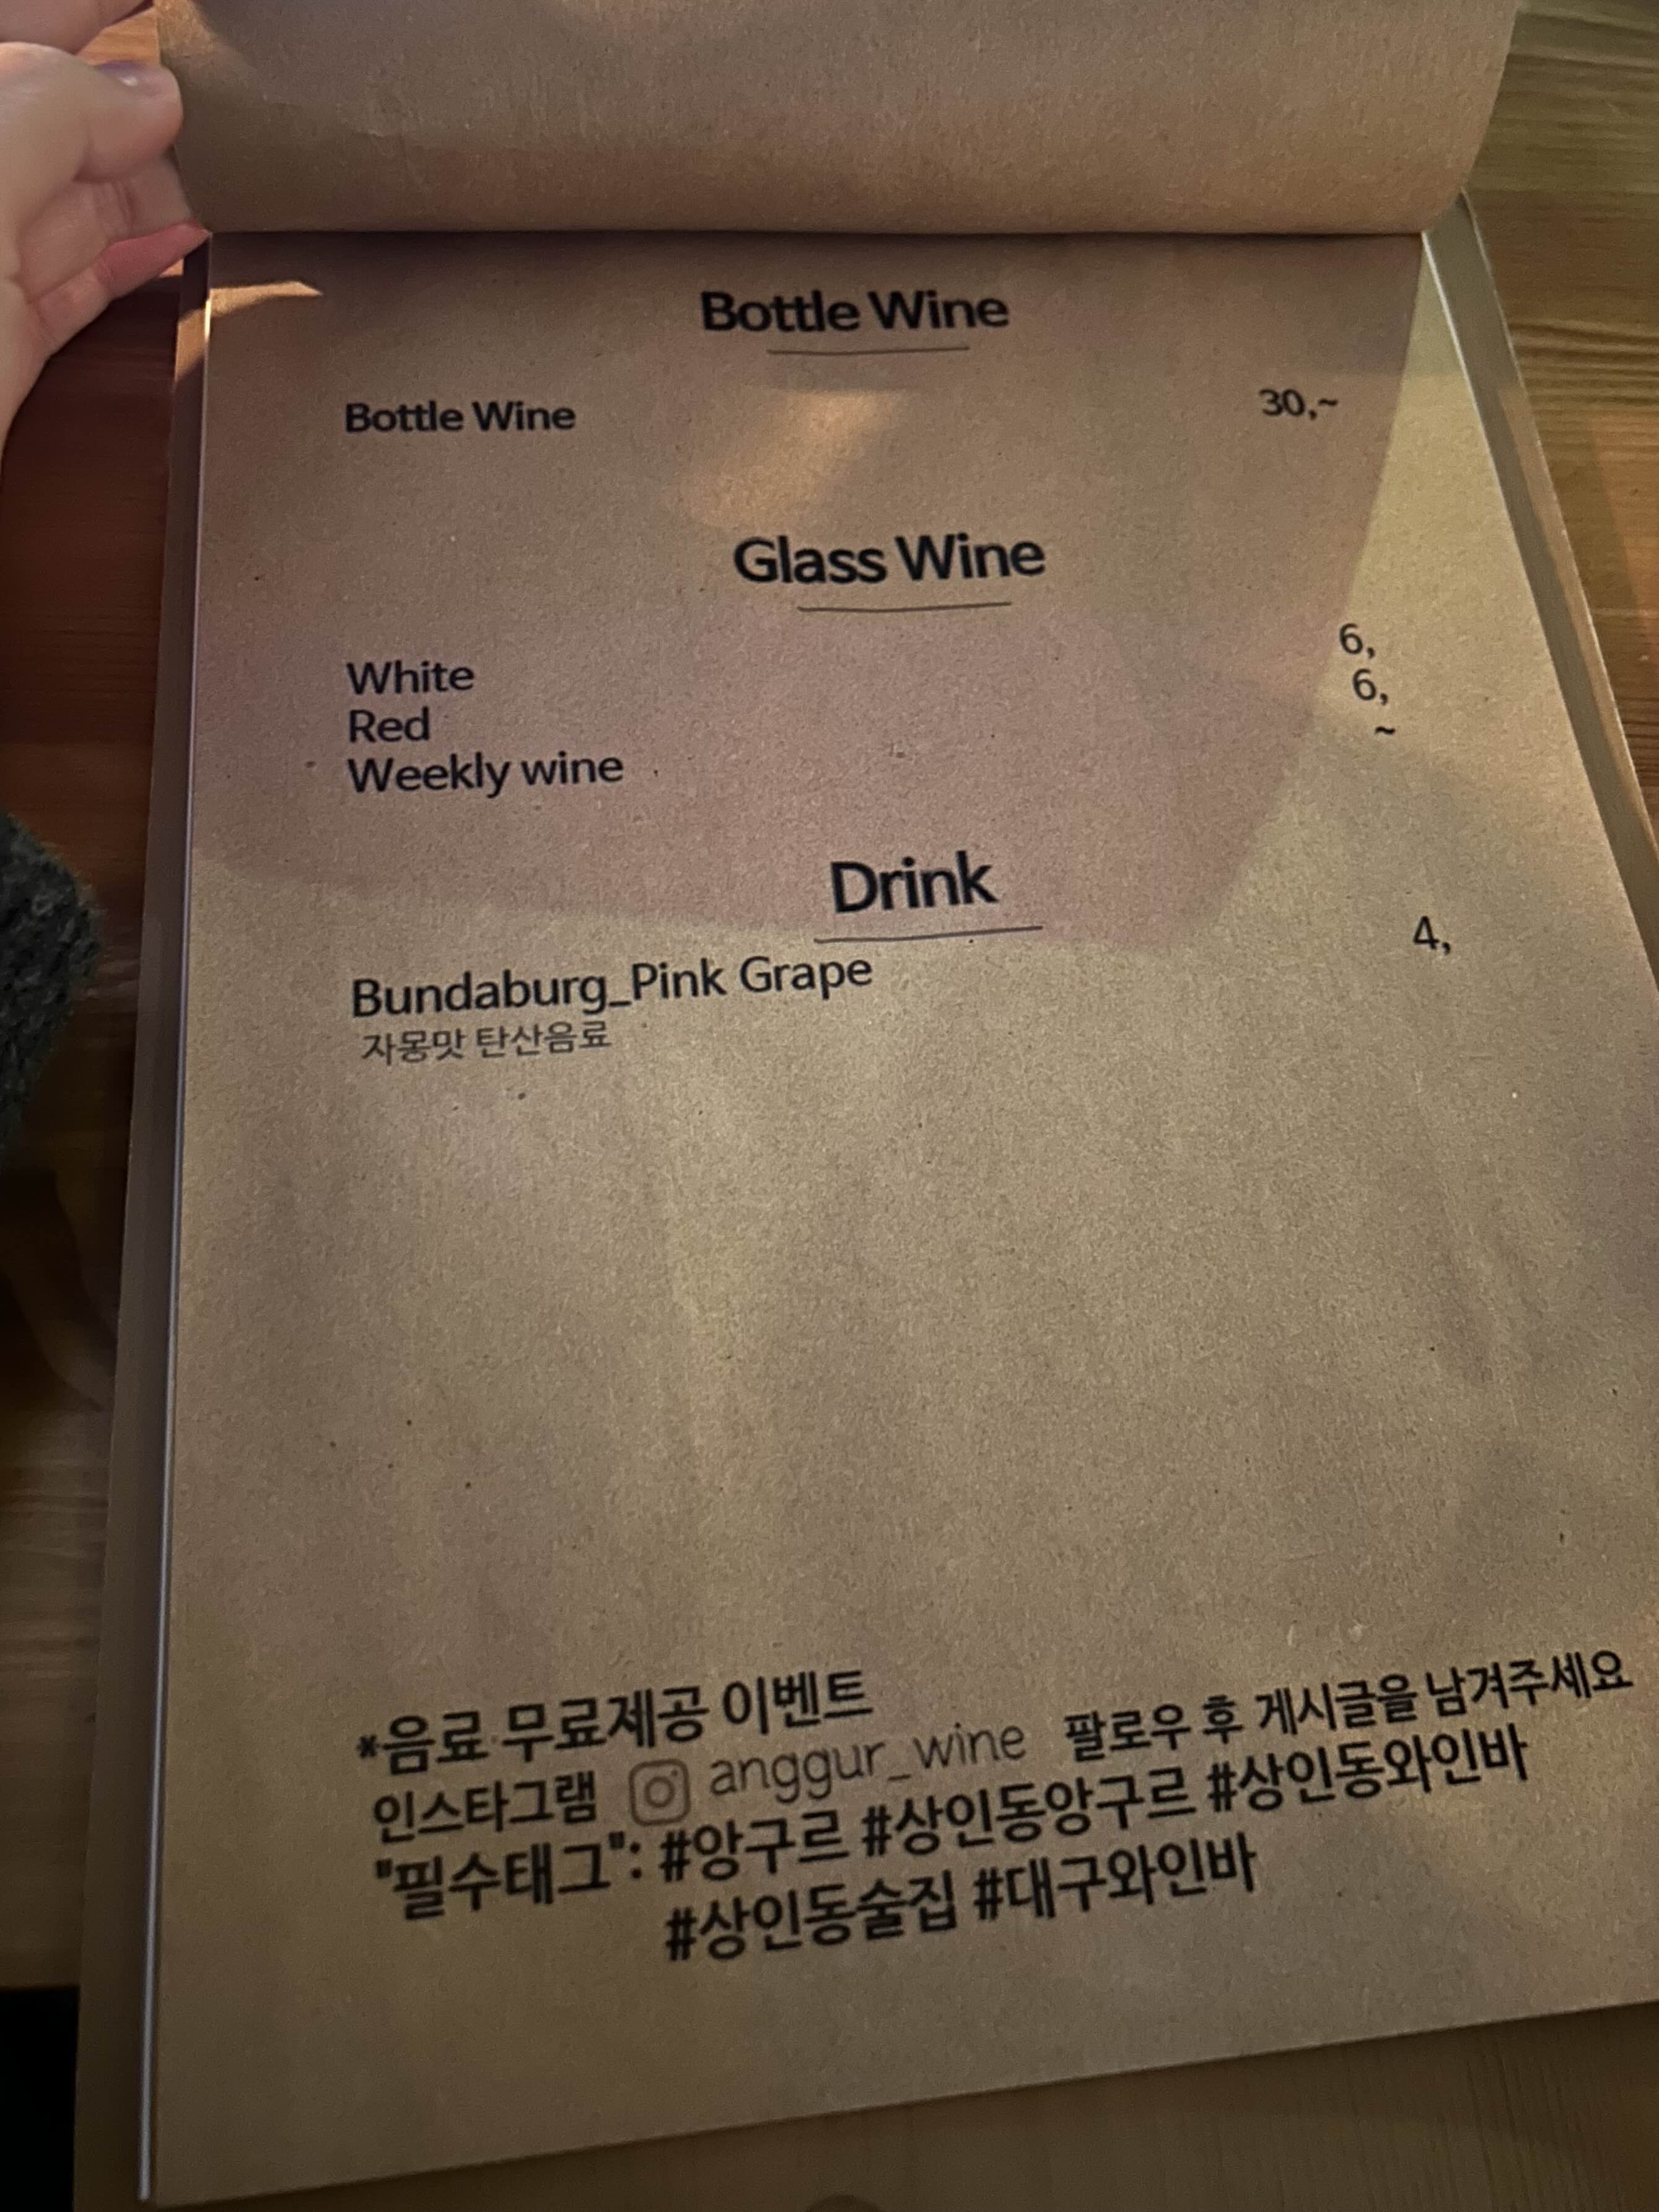 Bottle Wine
Bottle Wine 30,~
Glass Wine
White 6,
Red 6,
Weekly wine ~
Drink
Bundaburg_Pink Grape 4,
자몽맛 탄산음료
*음료 무료제공 이벤트
인스타그램 anggur_wine 팔로우 후 게시글을 남겨주세요
"필수태그": #앙구르 #상인동앙구르 #상인동와인바
#상인동술집 #대구와인바